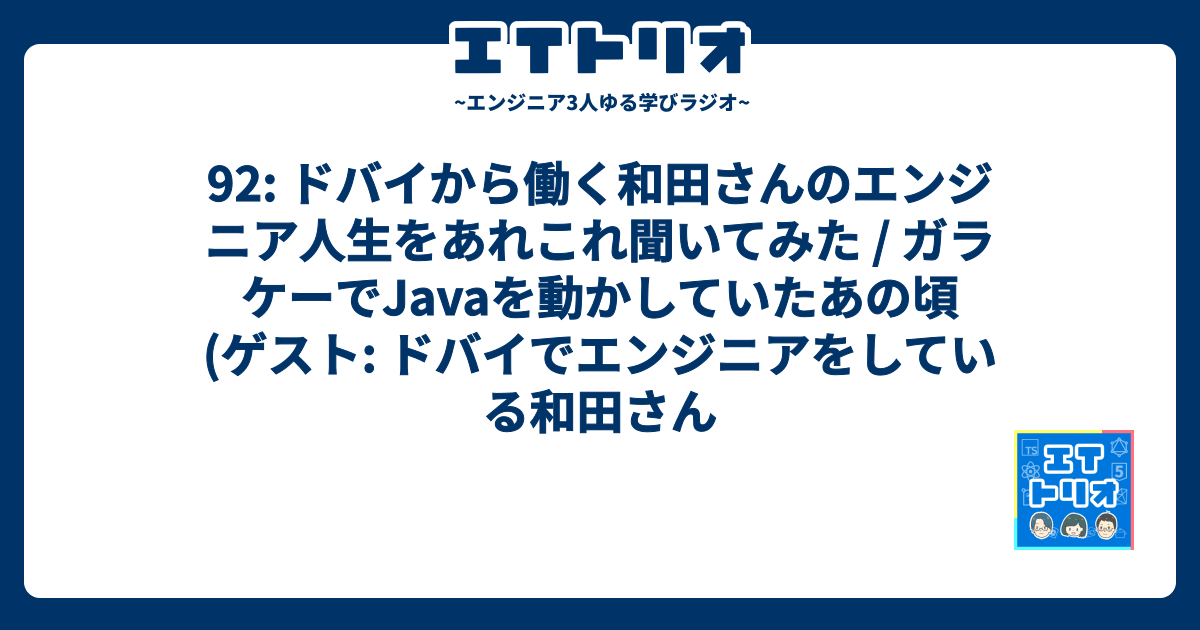 エイトリオ
~エンジニア3人ゆる学びラジオ~
92: ドバイから働く和田さんのエンジ
ニア人生をあれこれ聞いてみた / ガラ
ケーでJavaを動かしていたあの頃
(ゲスト: ドバイでエンジニアをしてい
る和田さん
TS
エイ
5
トリオ